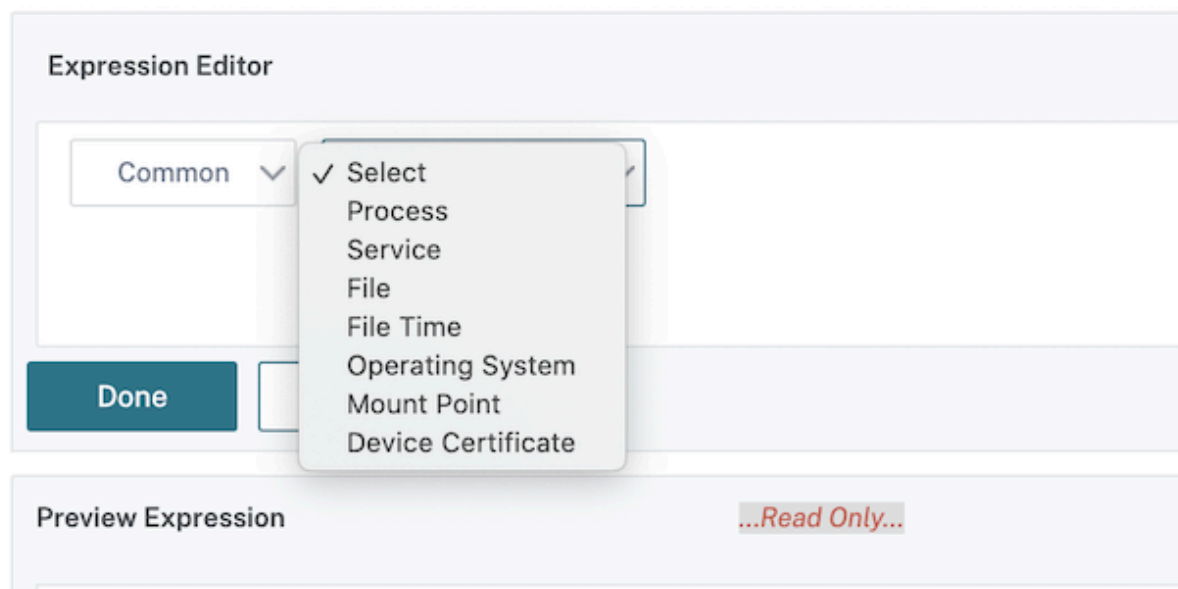 Expression Editor
Common
Select
Process
Service
File
File Time
Operating System
Mount Point
Device Certificate
Done
Preview Expression
...Read Only...